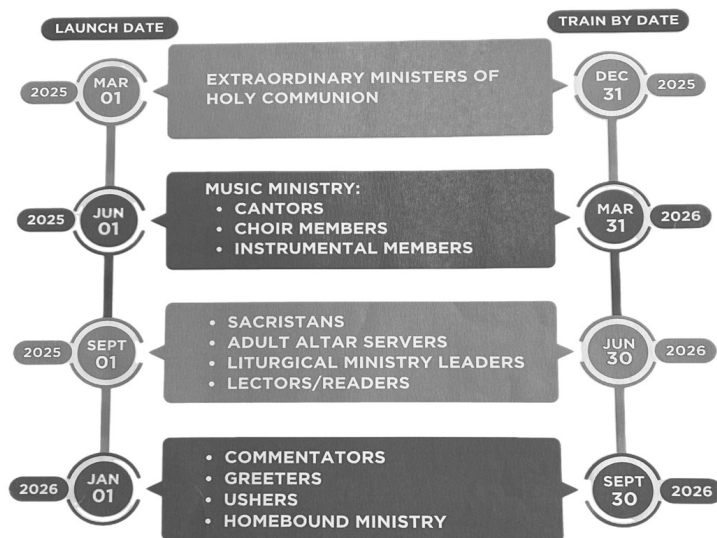 LAUNCH DATE
TRAIN BY DATE
2025
MAR
01
EXTRAORDINARY MINISTERS OF
HOLY COMMUNION
DEC
31
2025
2025
JUN
01
MUSIC MINISTRY:
• CANTORS
• CHOIR MEMBERS
• INSTRUMENTAL MEMBERS
MAR
31
2026
2025
SEPT
01
• SACRISTANS
• ADULT ALTAR SERVERS
• LITURGICAL MINISTRY LEADERS
• LECTORS/READERS
JUN
30
2026
2026
JAN
01
• COMMENTATORS
• GREETERS
• USHERS
• HOMEBOUND MINISTRY
SEPT
30
2026